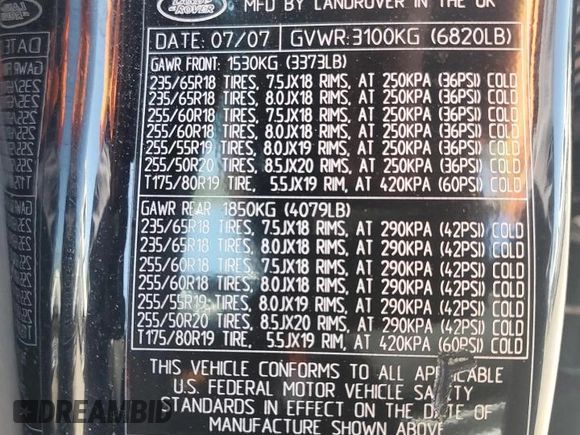 LAND ROVER
MFD BY LANDROVER IN THE UK
DATE: 07/07 GVWR: 3100KG (6820LB)
GAWR FRONT: 1530KG (3373LB)
235/65R18 TIRES, 7.5JX18 RIMS, AT 250KPA (36PSI) COLD
235/65R18 TIRES, 8.0JX18 RIMS, AT 250KPA (36PSI) COLD
255/60R18 TIRES, 7.5JX18 RIMS, AT 250KPA (36PSI) COLD
255/60R18 TIRES, 8.0JX18 RIMS, AT 250KPA (36PSI) COLD
255/55R19 TIRES, 8.0JX19 RIMS, AT 250KPA (36PSI) COLD
255/50R20 TIRES, 8.5JX20 RIMS, AT 250KPA (36PSI) COLD
T175/80R19 TIRE, 5.5JX19 RIM, AT 420KPA (60PSI) COLD
GAWR REAR 1850KG (4079LB)
235/65R18 TIRES, 7.5JX18 RIMS, AT 290KPA (42PSI) COLD
235/65R18 TIRES, 8.0JX18 RIMS, AT 290KPA (42PSI) COLD
255/60R18 TIRES, 7.5JX18 RIMS, AT 290KPA (42PSI) COLD
255/60R18 TIRES, 8.0JX18 RIMS, AT 290KPA (42PSI) COLD
255/55R19 TIRES, 8.0JX19 RIMS, AT 290KPA (42PSI) COLD
255/50R20 TIRES, 8.5JX20 RIMS, AT 290KPA (42PSI) COLD
T175/80R19 TIRE, 5.5JX19 RIM, AT 420KPA (60PSI) COLD
THIS VEHICLE CONFORMS TO ALL APPLICABLE
U.S. FEDERAL MOTOR VEHICLE SAFETY
STANDARDS IN EFFECT ON THE DATE OF
MANUFACTURE SHOWN ABOVE
DREAMBID